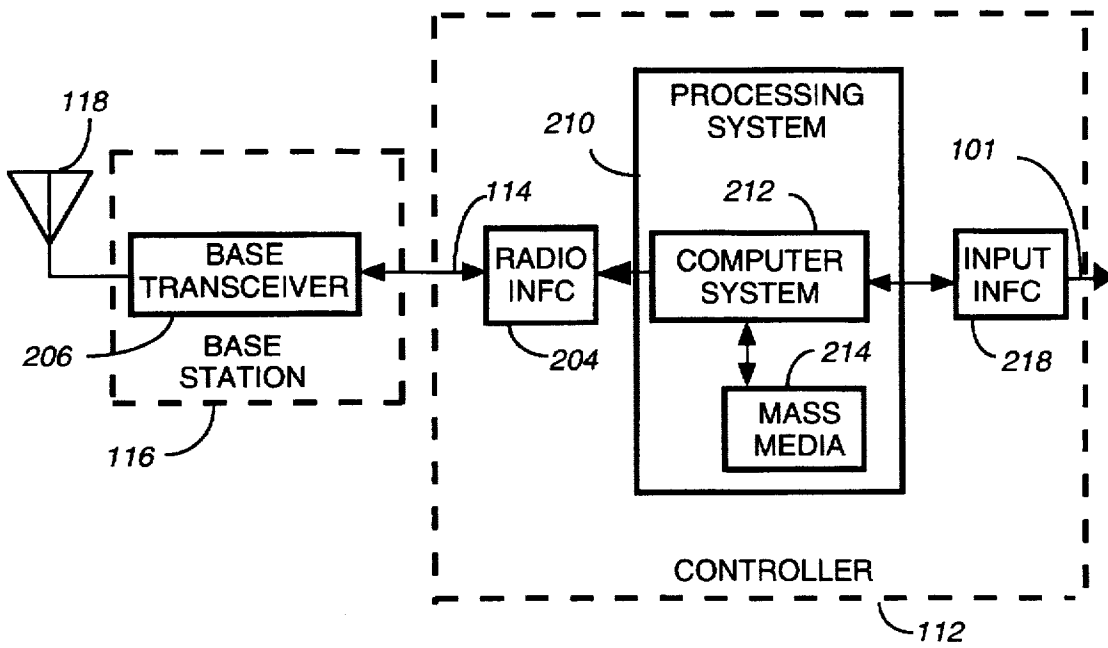 118
BASE
TRANSCEIVER
206
BASE
STATION
116
114
RADIO
INFC
204
210
PROCESSING
SYSTEM
212
COMPUTER
SYSTEM
214
MASS
MEDIA
101
INPUT
INFC
218
CONTROLLER
112